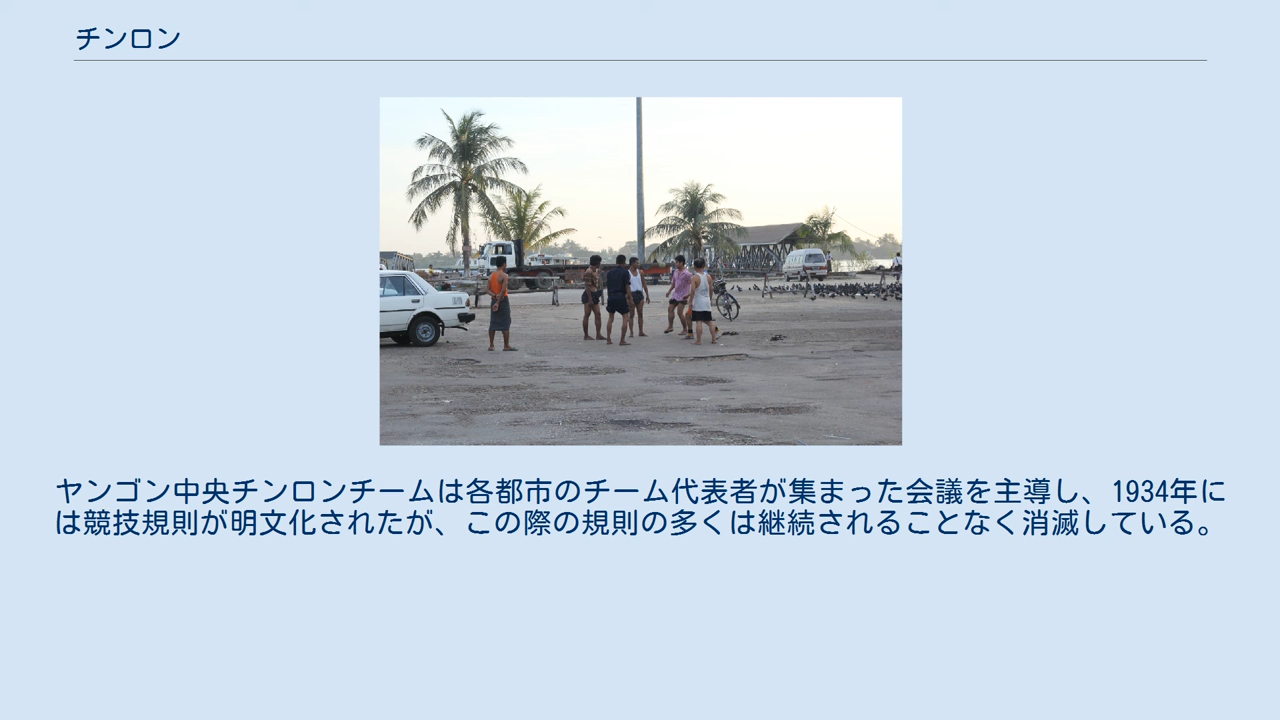 チンロン
ヤンゴン中央チンロンチームは各都市のチーム代表者が集まった会議を主導し、1934年に
は競技規則が明文化されたが、この際の規則の多くは継続されることなく消滅している。